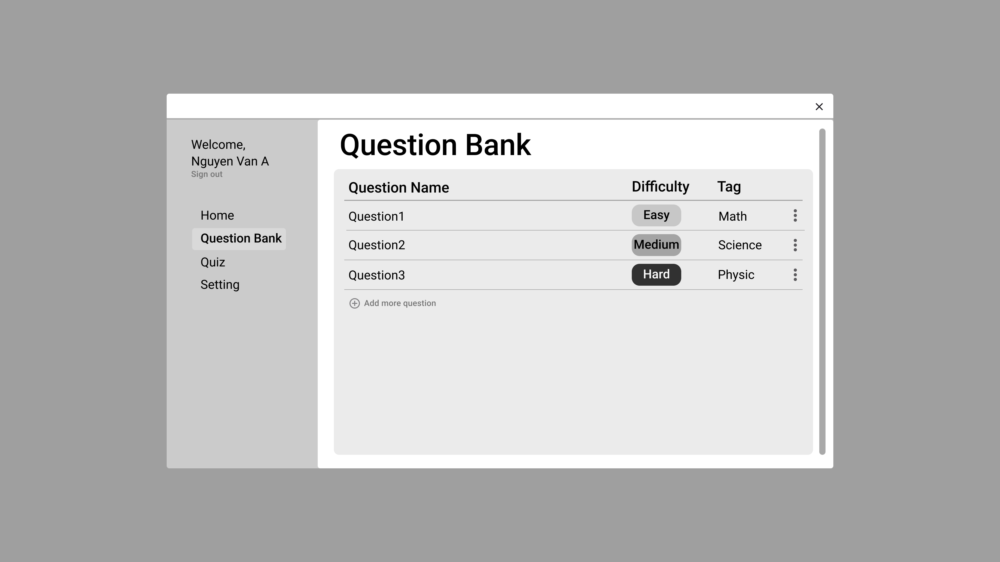 Welcome,
Nguyen Van A
Sign out
Home
Question Bank
Quiz
Setting
Question Bank
Question Name Difficulty Tag
Question1 Easy Math
Question2 Medium Science
Question3 Hard Physic
Add more question